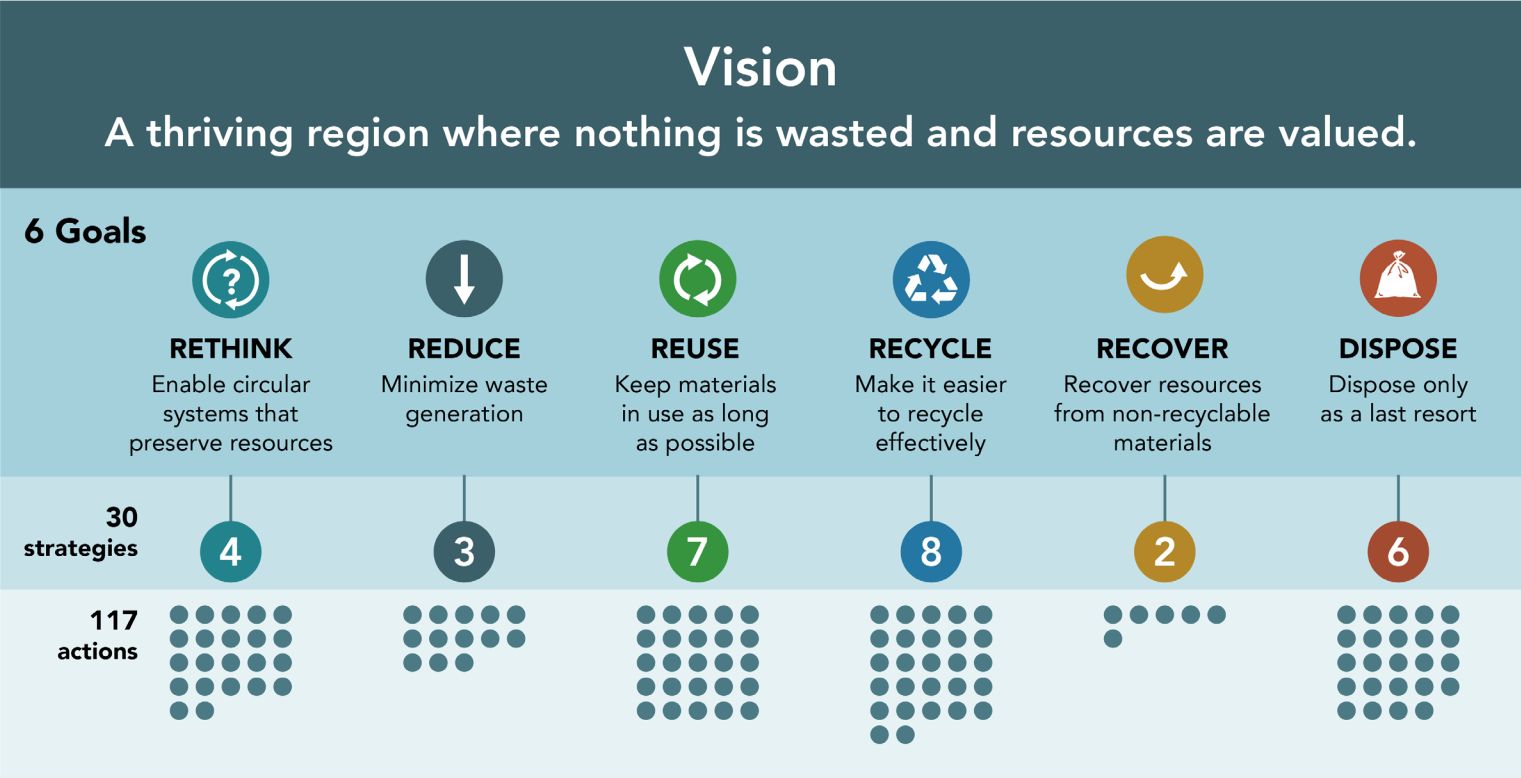 Vision
A thriving region where nothing is wasted and resources are valued.
6 Goals
?
RETHINK
Enable circular
systems that
preserve resources
REDUCE
Minimize waste
generation
REUSE
Keep materials
in use as long
as possible
RECYCLE
Make it easier
to recycle
effectively
RECOVER
Recover resources
from non-recyclable
materials
DISPOSE
Dispose only
as a last resort
30
strategies
4
3
7
8
2
6
117
actions